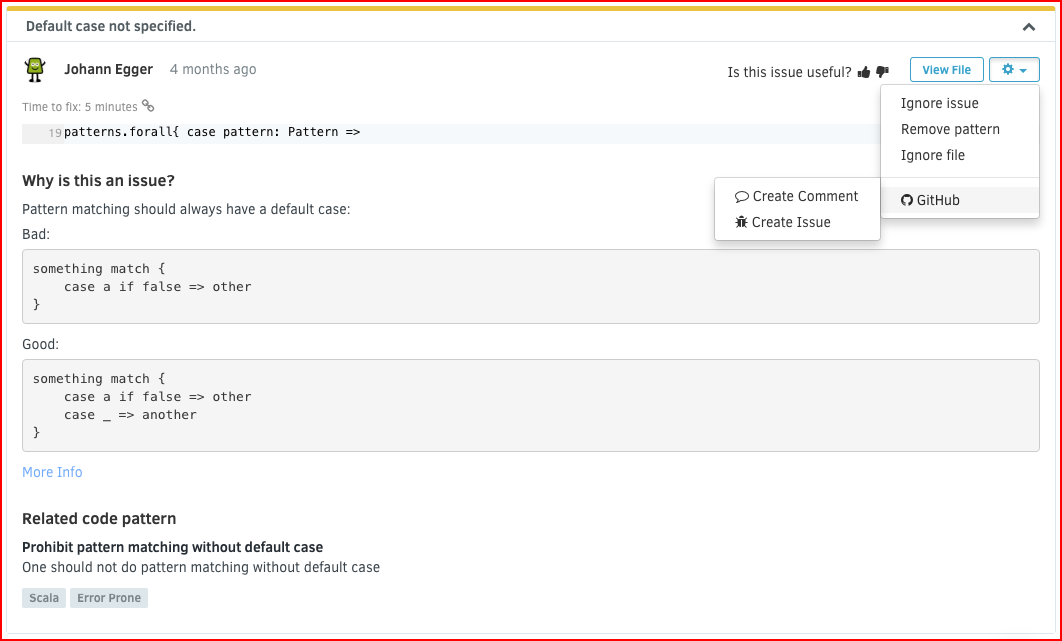 Default case not specified.
Johann Egger 4 months ago
Is this issue useful?
View File
Time to fix: 5 minutes
Ignore issue
Remove pattern
Ignore file
GitHub
Create Comment
Create Issue
19 patterns.forall{ case pattern: Pattern =>
Why is this an issue?
Pattern matching should always have a default case:
Bad:
something match {
    case a if false => other
}
Good:
something match {
    case a if false => other
    case _ => another
}
More Info
Related code pattern
Prohibit pattern matching without default case
One should not do pattern matching without default case
Scala Error Prone